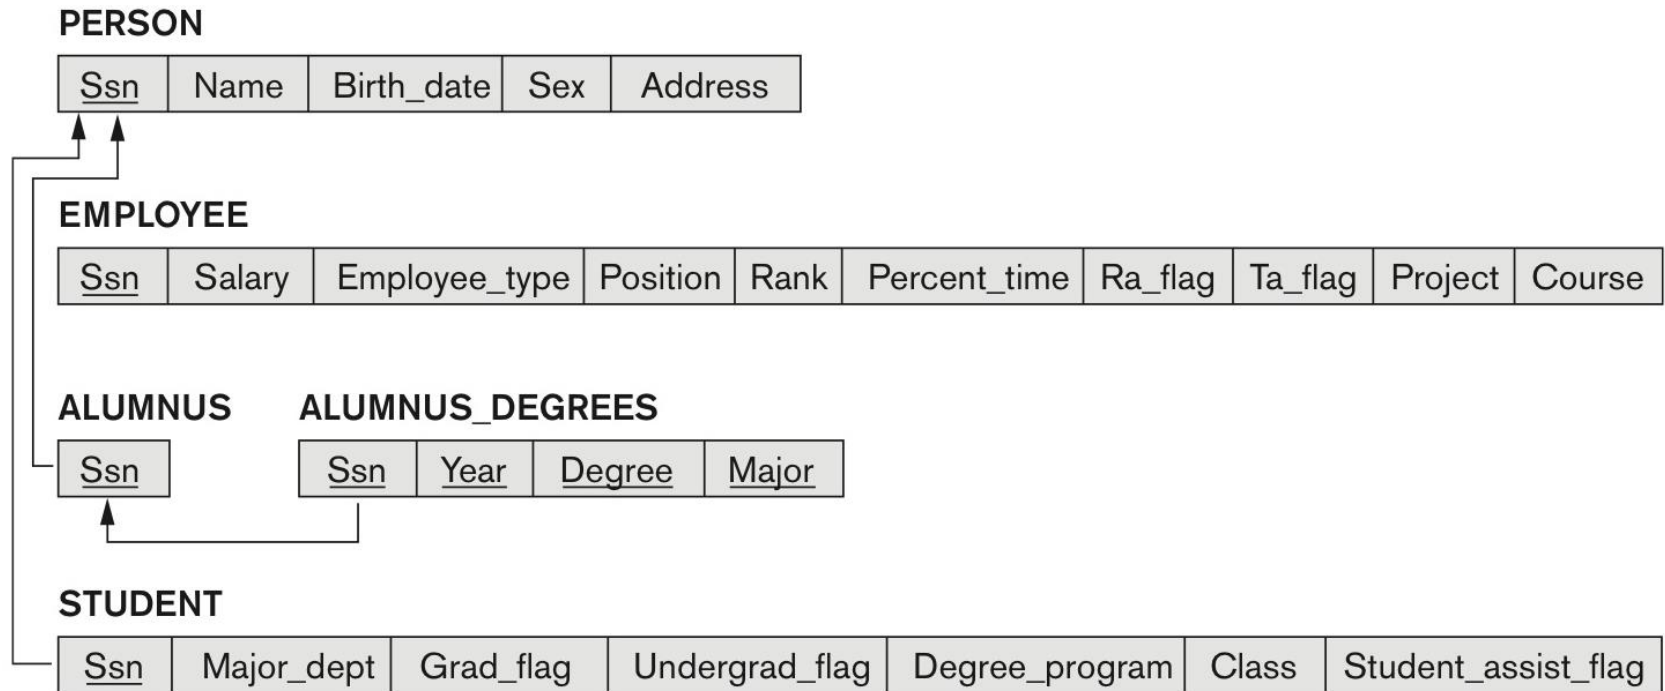 PERSON
Ssn Name Birth_date Sex Address
EMPLOYEE
Ssn Salary Employee_type Position Rank Percent_time Ra_flag Ta_flag Project Course
ALUMNUS ALUMNUS_DEGREES
Ssn Ssn Year Degree Major
STUDENT
Ssn Major_dept Grad_flag Undergrad_flag Degree_program Class Student_assist_flag